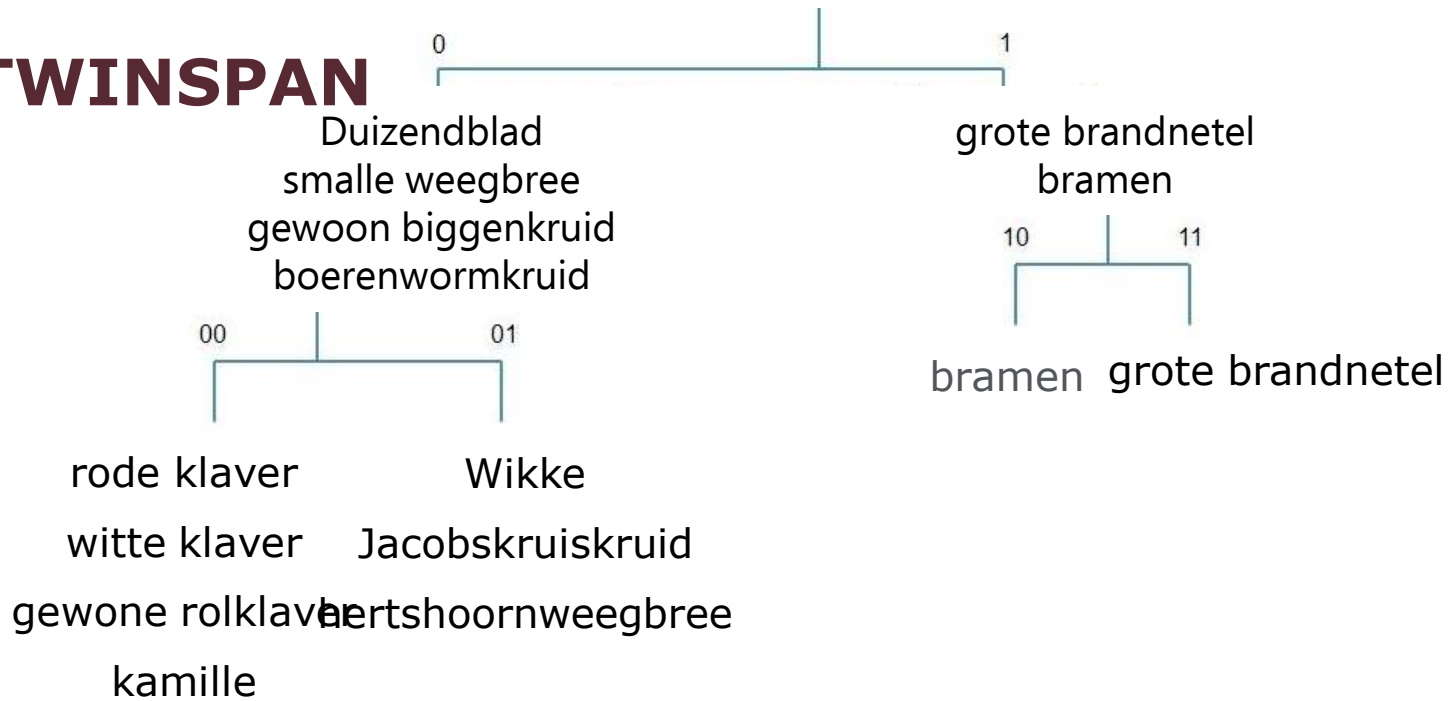 TWINSPAN
0
1
Duizendblad
smalle weegbree
gewoon biggenkruid
boerenwormkruid
grote brandnetel
bramen
10
11
bramen
grote brandnetel
00
01
rode klaver
witte klaver
gewone rolklaver
kamille
Wikke
Jacobskruiskruid
hertshoornweegbree